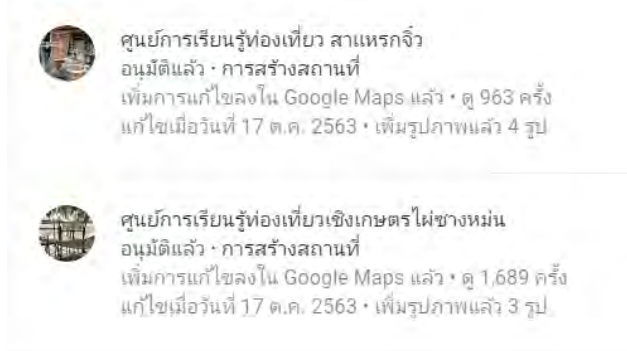 ศูนย์การเรียนรู้ท่องเที่ยว สาแหรกจิ๋ว
อนุมัติแล้ว · การสร้างสถานที่
เพิ่มการแก้ไขลงใน Google Maps แล้ว • ดู 963 ครั้ง
แก้ไขเมื่อวันที่ 17 ต.ค. 2563 • เพิ่มรูปภาพแล้ว 4 รูป
ศูนย์การเรียนรู้ท่องเที่ยวเชิงเกษตรไผ่ซางหม่น
อนุมัติแล้ว · การสร้างสถานที่
เพิ่มการแก้ไขลงใน Google Maps แล้ว • ดู 1,689 ครั้ง
แก้ไขเมื่อวันที่ 17 ต.ค. 2563 • เพิ่มรูปภาพแล้ว 3 รูป